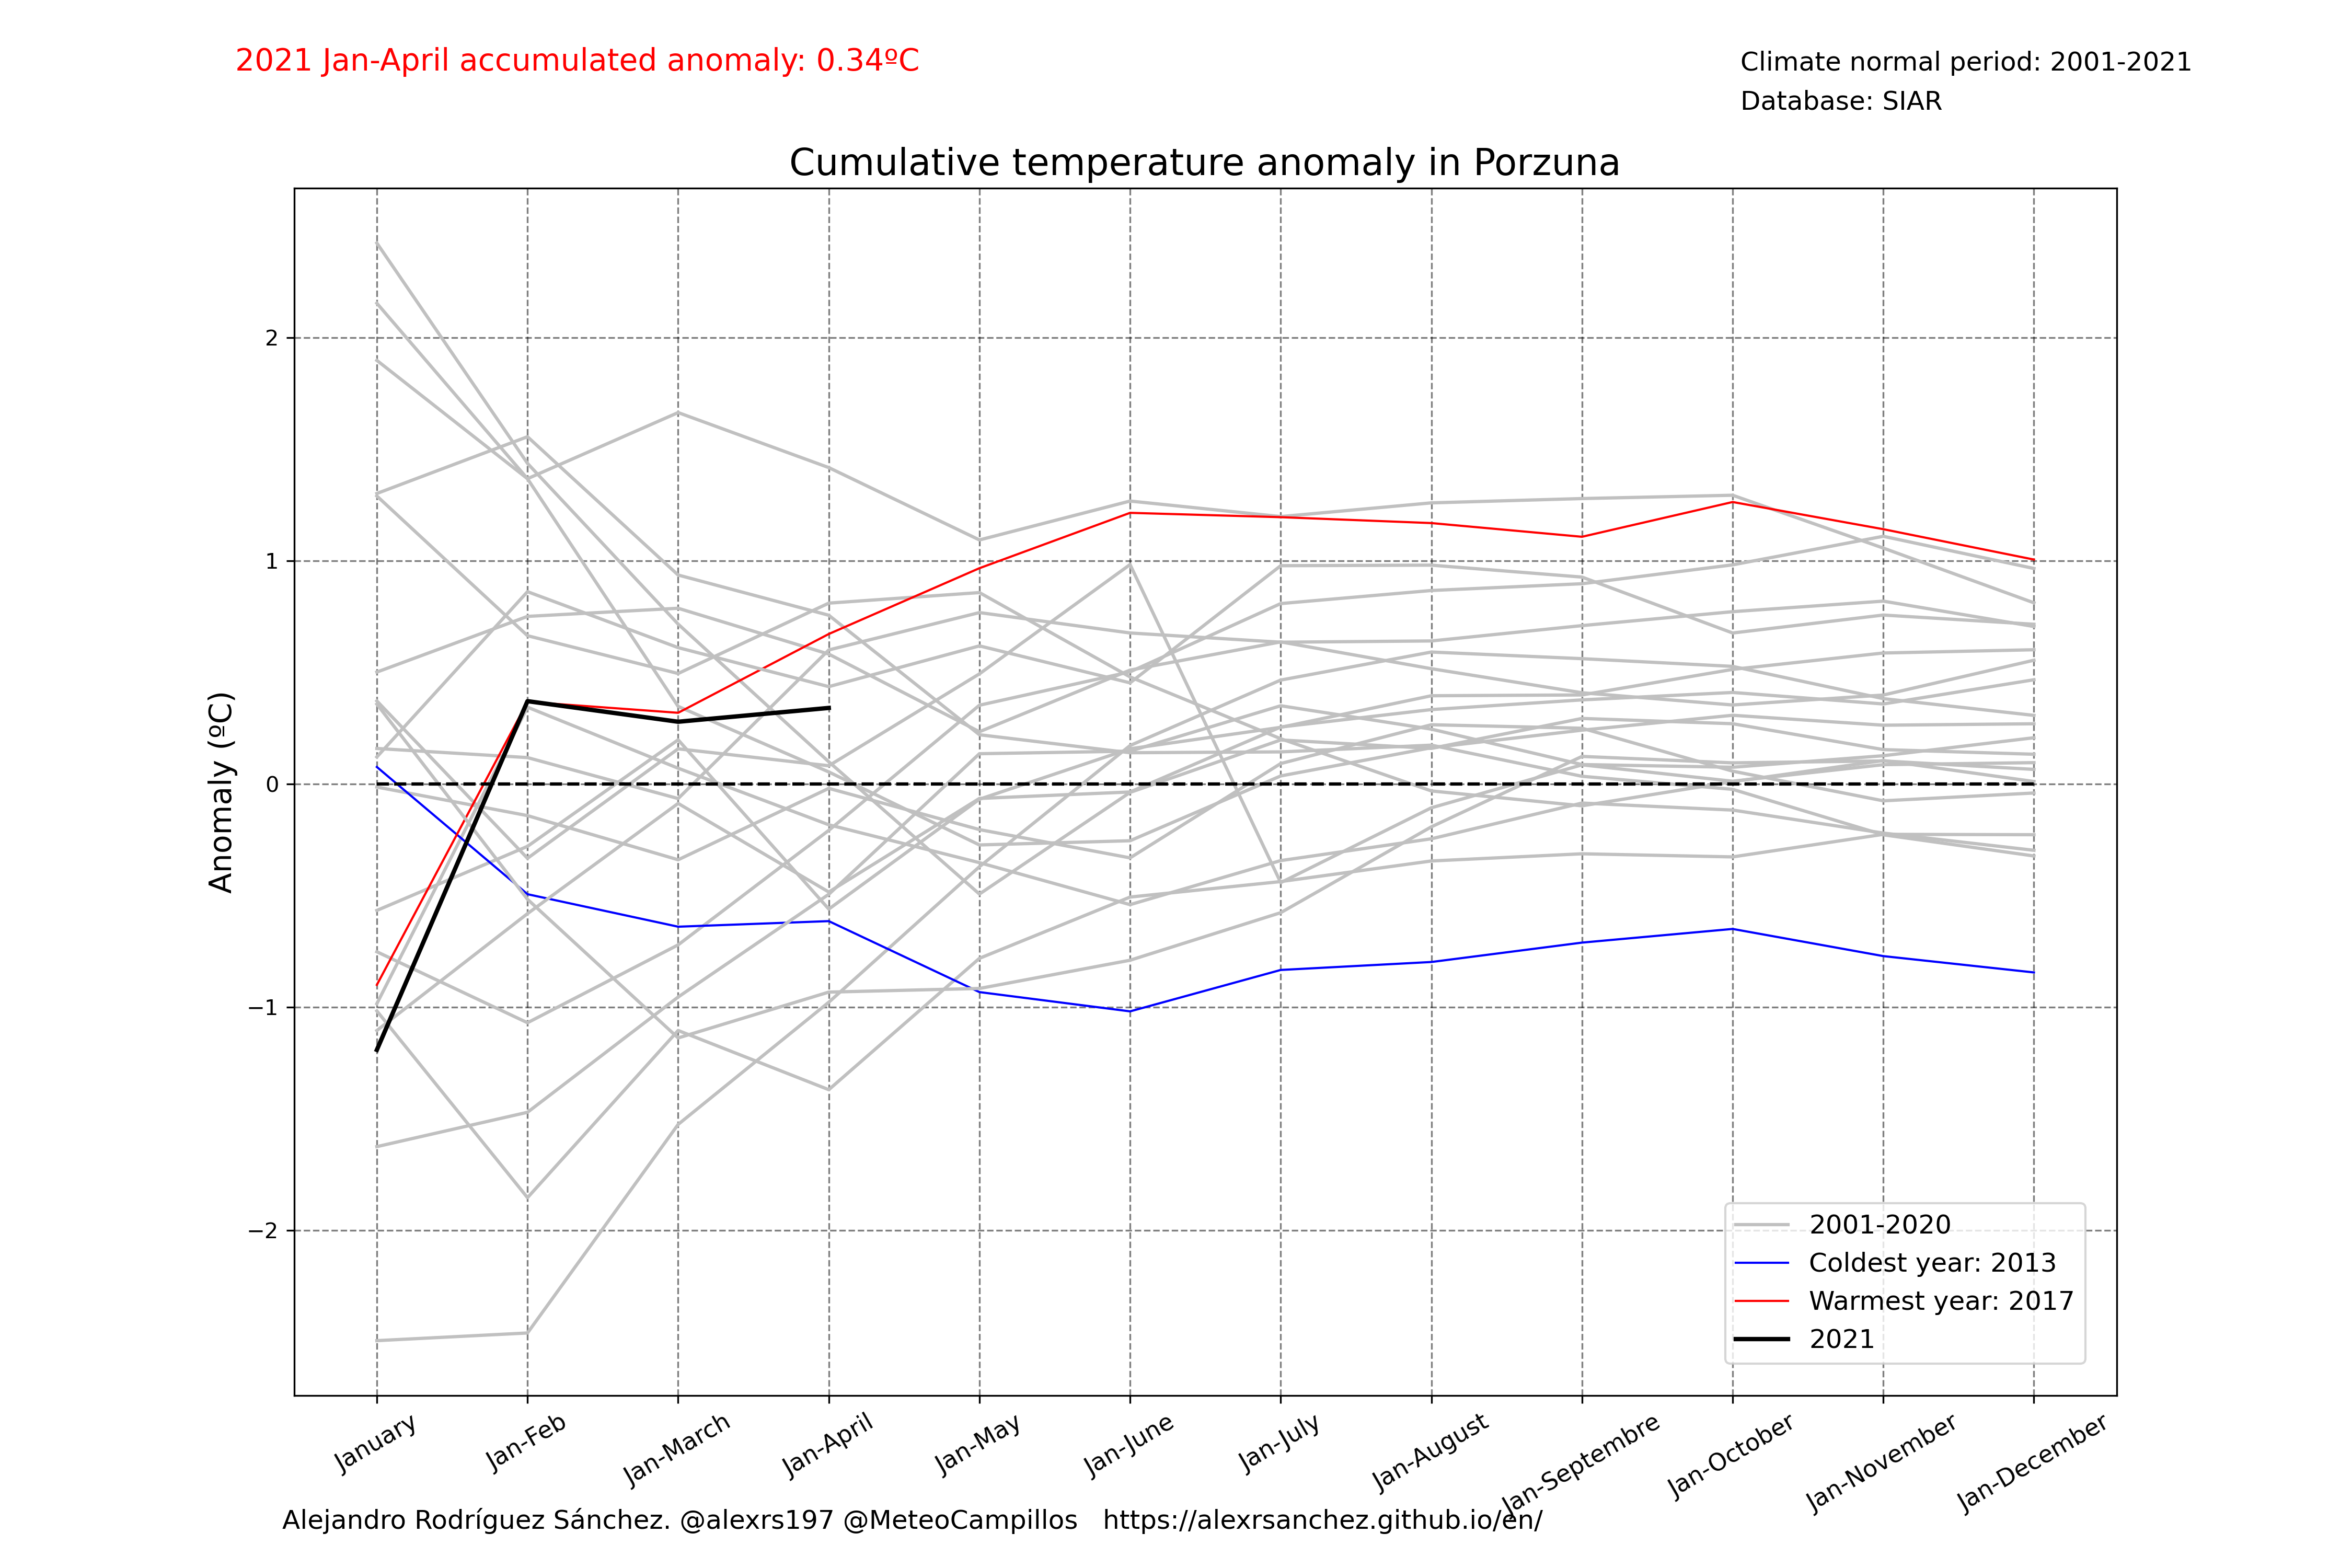 2021 Jan-April accumulated anomaly: 0.34ºC
Climate normal period: 2001-2021
Database: SIAR
Cumulative temperature anomaly in Porzuna
Anomaly (ºC)
2
1
0
−1
−2
2001-2020
Coldest year: 2013
Warmest year: 2017
2021
January
Jan-Feb
Jan-March
Jan-April
Jan-May
Jan-June
Jan-July
Jan-August
Jan-Septembre
Jan-October
Jan-November
Jan-December
Alejandro Rodríguez Sánchez. @alexrs197 @MeteoCampillos   https://alexrsanchez.github.io/en/